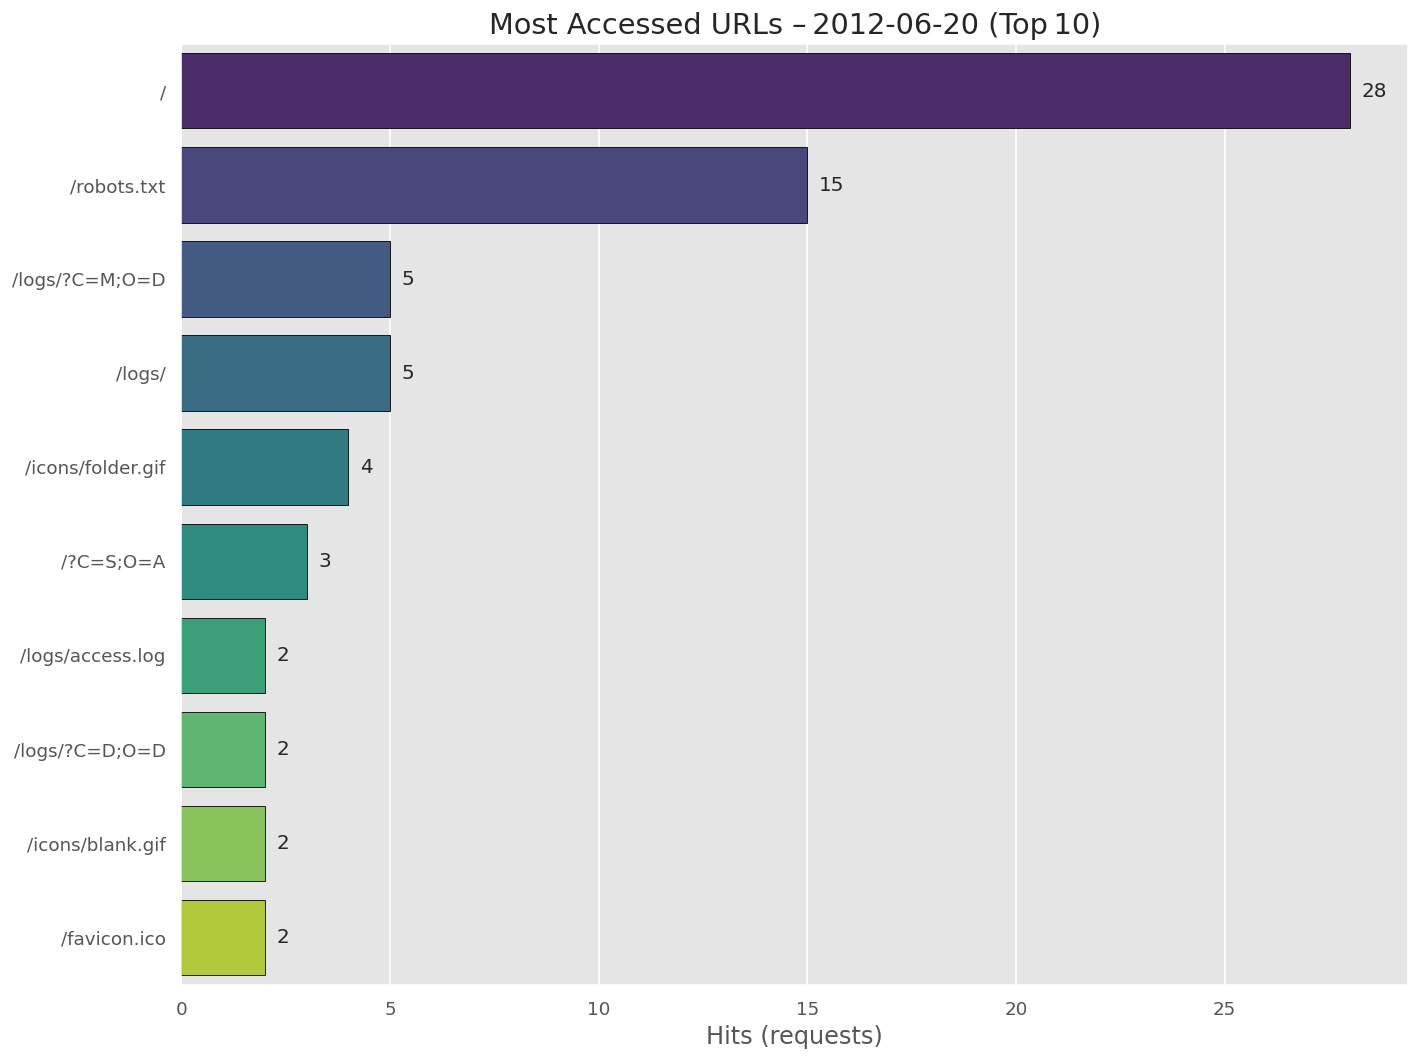 Most Accessed URLs – 2012-06-20 (Top 10)
/ 28
/robots.txt 15
/logs/?C=M;O=D 5
/logs/ 5
/icons/folder.gif 4
/?C=S;O=A 3
/logs/access.log 2
/logs/?C=D;O=D 2
/icons/blank.gif 2
/favicon.ico 2
0 5 10 15 20 25
Hits (requests)